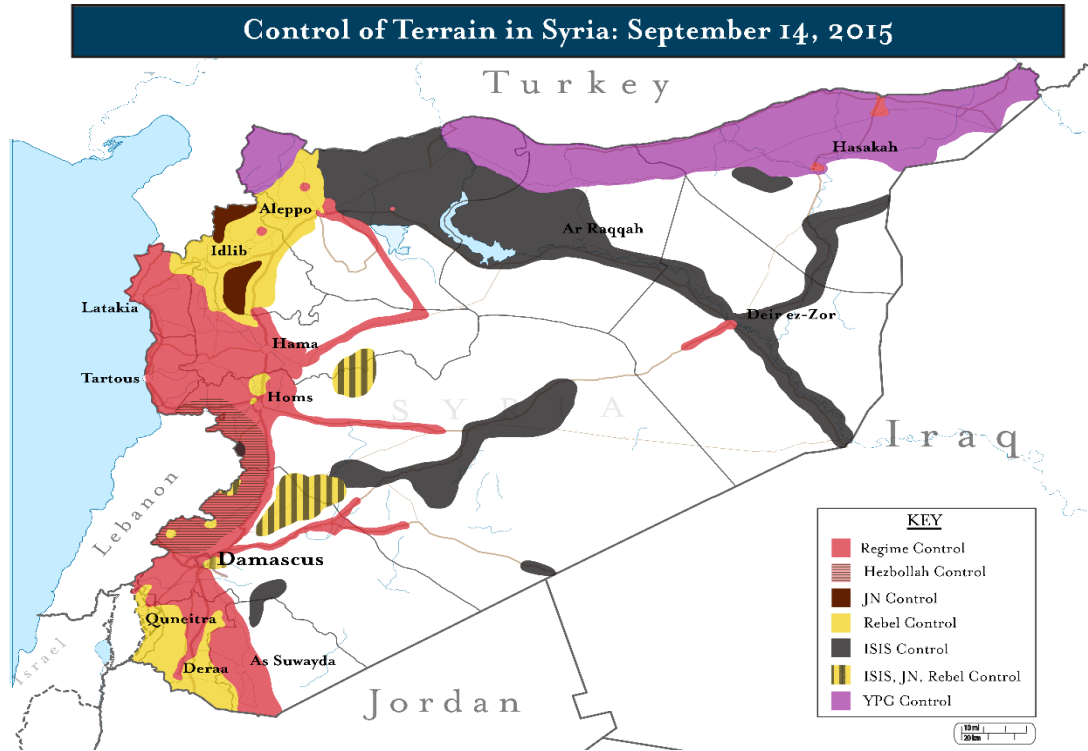 Control of Terrain in Syria: September 14, 2015
Turkey
Hasakah
Aleppo
Ar Raqqah
Idlib
Latakia
Deir ez-Zor
Hama
Tartous
Homs
SYRIA
Iraq
Lebanon
Damascus
Quneitra
Israel
Deraa
As Suwayda
Jordan
KEY
Regime Control
Hezbollah Control
JN Control
Rebel Control
ISIS Control
ISIS, JN, Rebel Control
YPG Control
10 mi
20 km